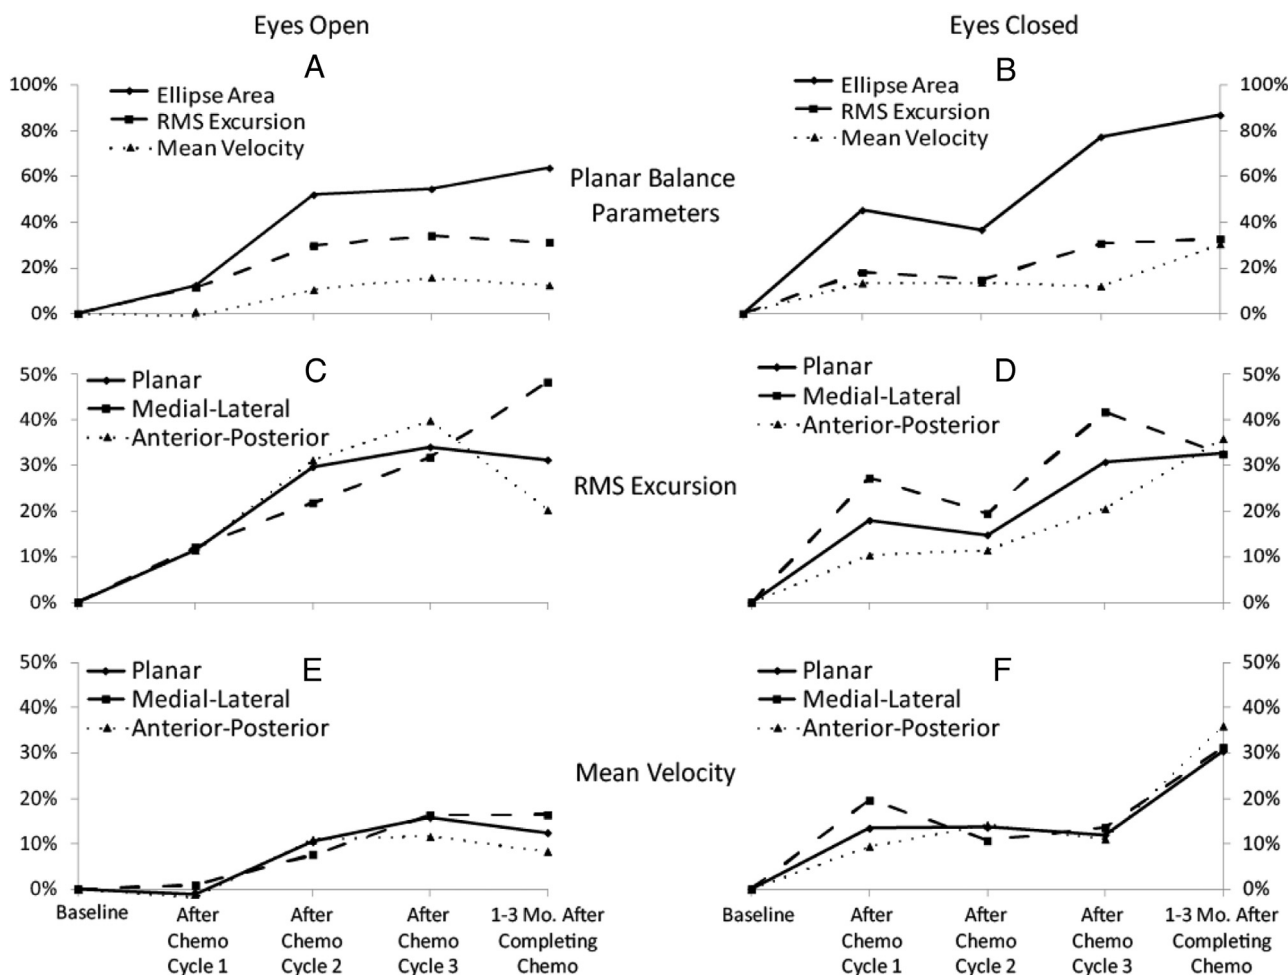 Eyes Open
Eyes Closed
A
B
100%
80%
60%
40%
20%
0%
Ellipse Area
RMS Excursion
Mean Velocity
Planar Balance
Parameters
Ellipse Area
RMS Excursion
Mean Velocity
100%
80%
60%
40%
20%
0%
C
D
50%
40%
30%
20%
10%
0%
Planar
Medial-Lateral
Anterior-Posterior
RMS Excursion
Planar
Medial-Lateral
Anterior-Posterior
50%
40%
30%
20%
10%
0%
E
F
50%
40%
30%
20%
10%
0%
Planar
Medial-Lateral
Anterior-Posterior
Mean Velocity
Planar
Medial-Lateral
Anterior-Posterior
50%
40%
30%
20%
10%
0%
Baseline
After
Chemo
Cycle 1
After
Chemo
Cycle 2
After
Chemo
Cycle 3
1-3 Mo. After
Completing
Chemo
Baseline
After
Chemo
Cycle 1
After
Chemo
Cycle 2
After
Chemo
Cycle 3
1-3 Mo. After
Completing
Chemo